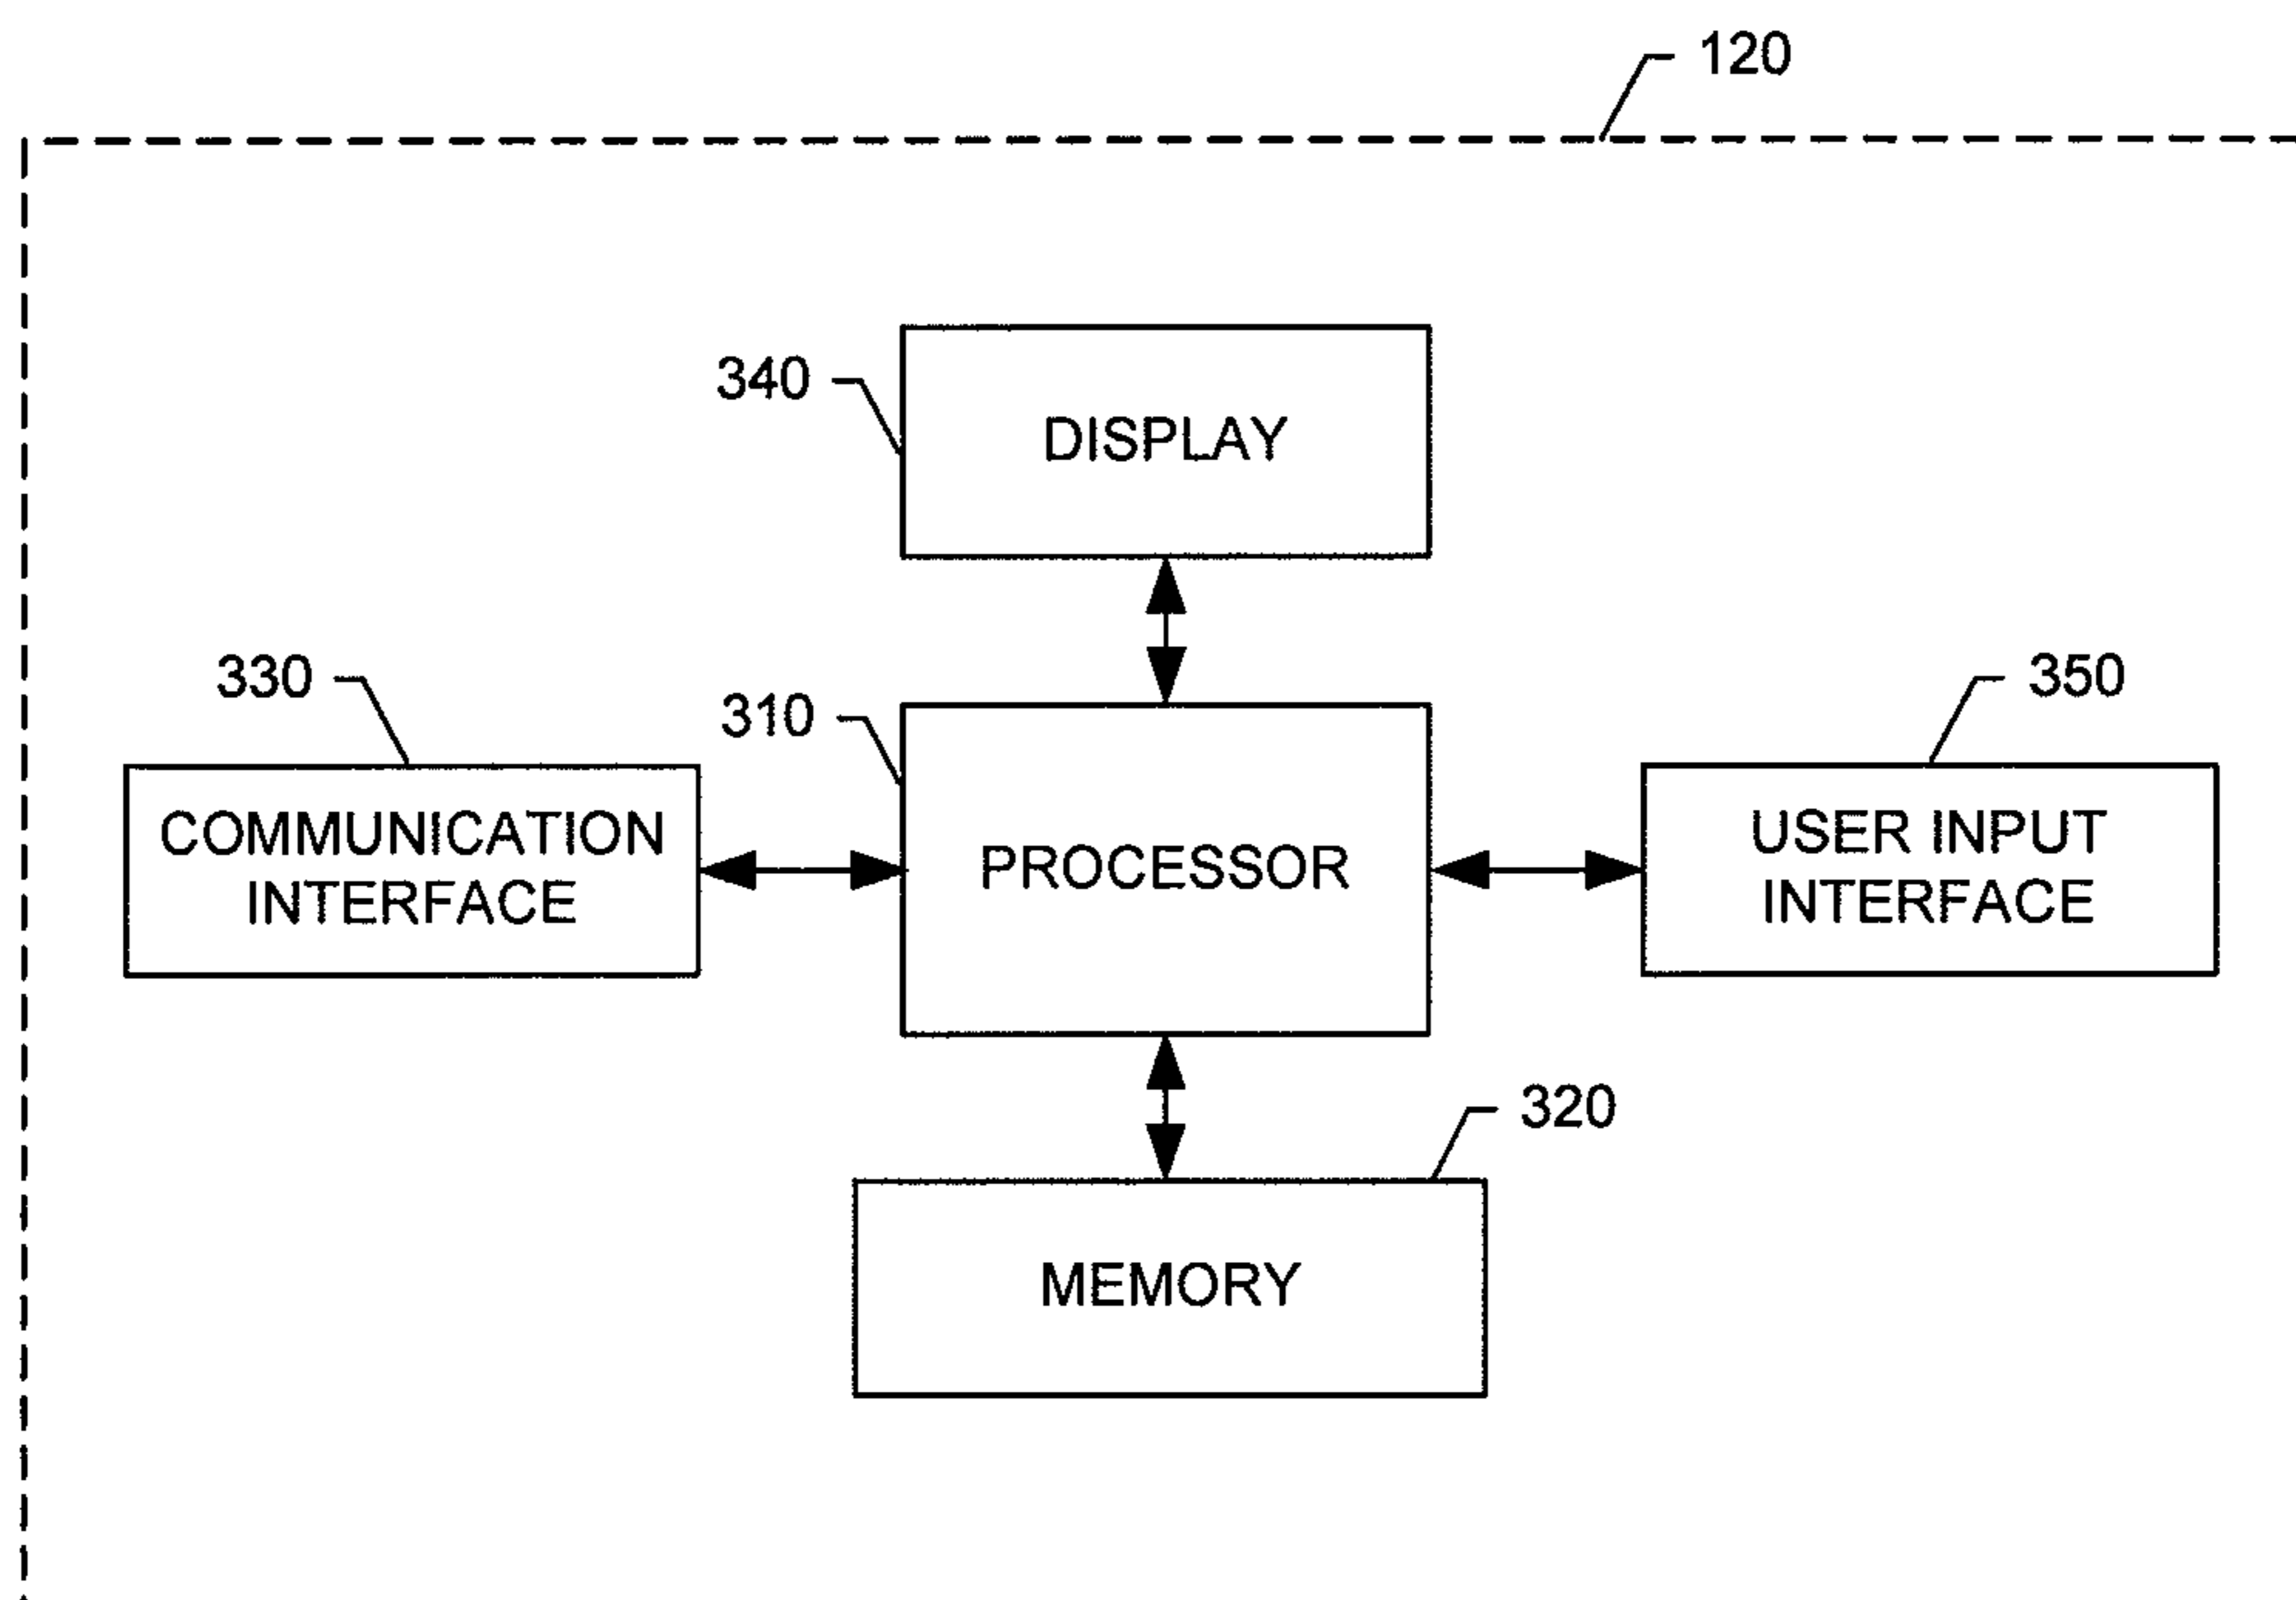 120
340
DISPLAY
330
310
350
COMMUNICATION
INTERFACE
PROCESSOR
USER INPUT
INTERFACE
320
MEMORY